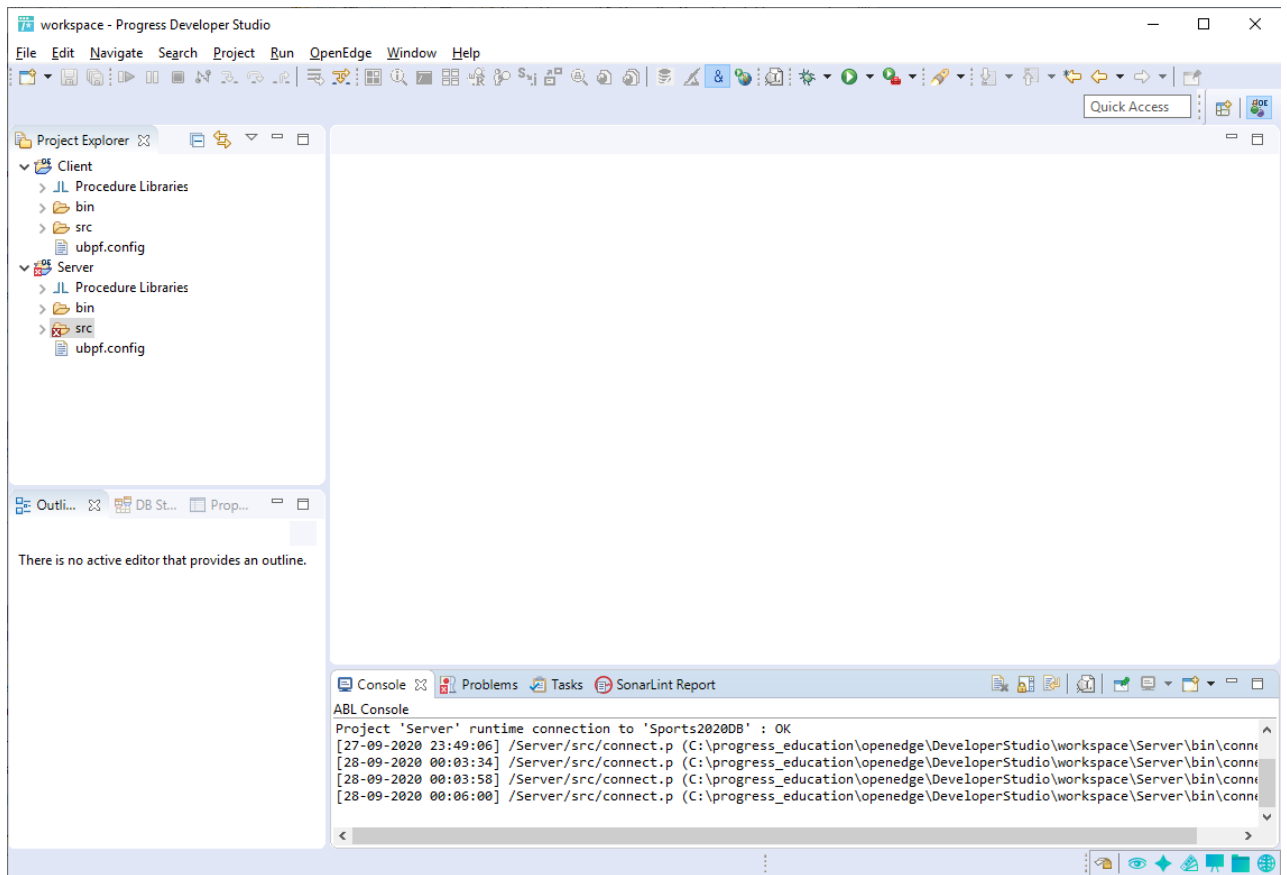 workspace - Progress Developer Studio
File Edit Navigate Search Project Run OpenEdge Window Help
Quick Access
Project Explorer
Client
Procedure Libraries
bin
src
ubpf.config
Server
Procedure Libraries
bin
src
ubpf.config
Outli... DB St... Prop...
There is no active editor that provides an outline.
Console Problems Tasks SonarLint Report
ABL Console
Project 'Server' runtime connection to 'Sports2020DB' : OK
[27-09-2020 23:49:06] /Server/src/connect.p (C:\progress_education\openedge\DeveloperStudio\workspace\Server\bin\conne
[28-09-2020 00:03:34] /Server/src/connect.p (C:\progress_education\openedge\DeveloperStudio\workspace\Server\bin\conne
[28-09-2020 00:03:58] /Server/src/connect.p (C:\progress_education\openedge\DeveloperStudio\workspace\Server\bin\conne
[28-09-2020 00:06:00] /Server/src/connect.p (C:\progress_education\openedge\DeveloperStudio\workspace\Server\bin\conne